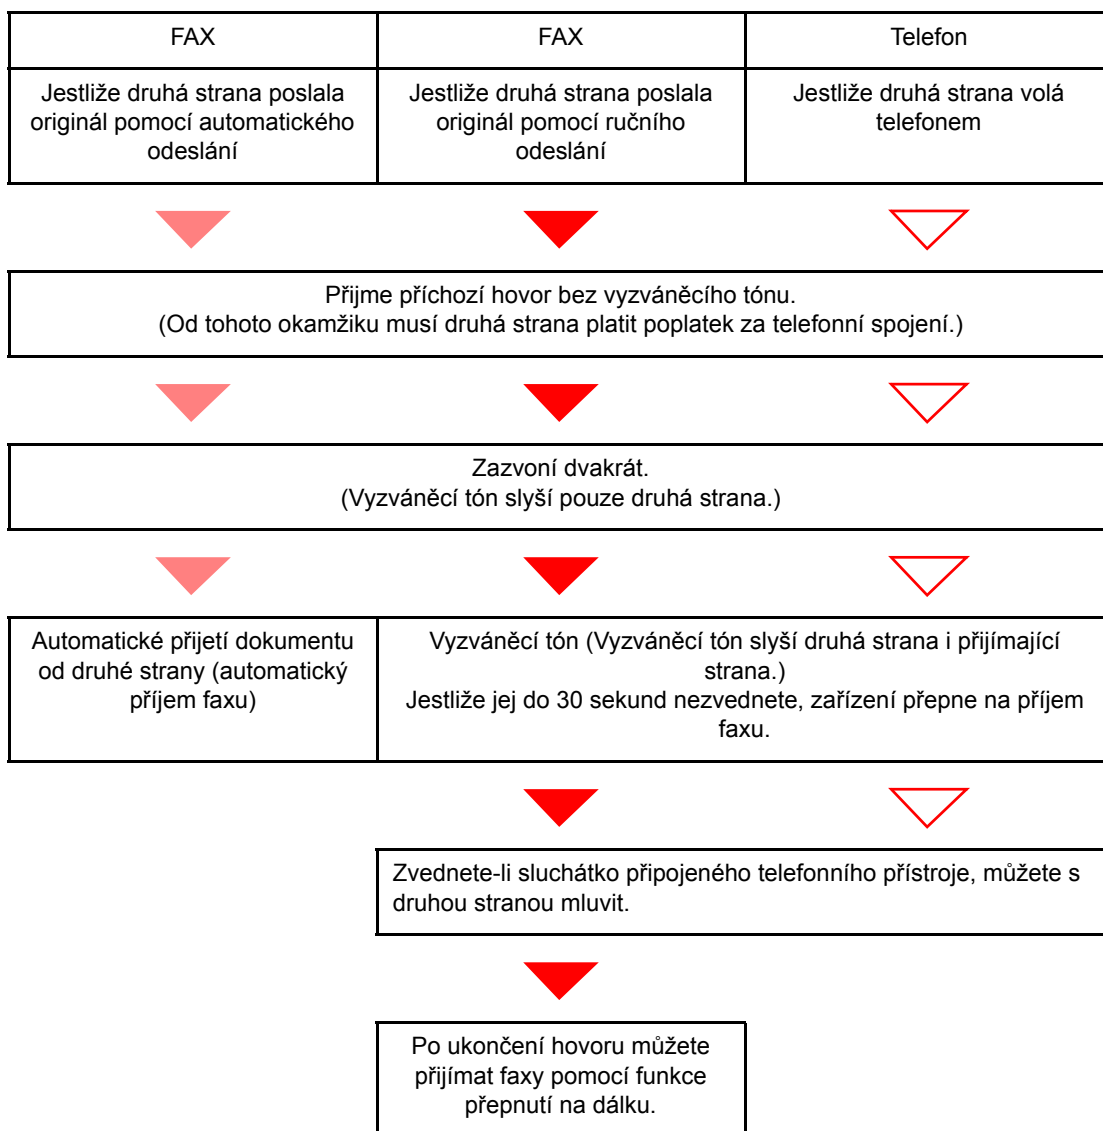 FAX
FAX
Telefon
Jestliže druhá strana poslala
originál pomocí automatického
odeslání
Jestliže druhá strana poslala
originál pomocí ručního
odeslání
Jestliže druhá strana volá
telefonem
Přijme příchozí hovor bez vyzváněcího tónu.
(Od tohoto okamžiku musí druhá strana platit poplatek za telefonní spojení.)
Zazvoní dvakrát.
(Vyzváněcí tón slyší pouze druhá strana.)
Automatické přijetí dokumentu
od druhé strany (automatický
příjem faxu)
Vyzváněcí tón (Vyzváněcí tón slyší druhá strana i přijímající
strana.)
Jestliže jej do 30 sekund nezvednete, zařízení přepne na příjem
faxu.
Zvednete-li sluchátko připojeného telefonního přístroje, můžete s
druhou stranou mluvit.
Po ukončení hovoru můžete
přijímat faxy pomocí funkce
přepnutí na dálku.